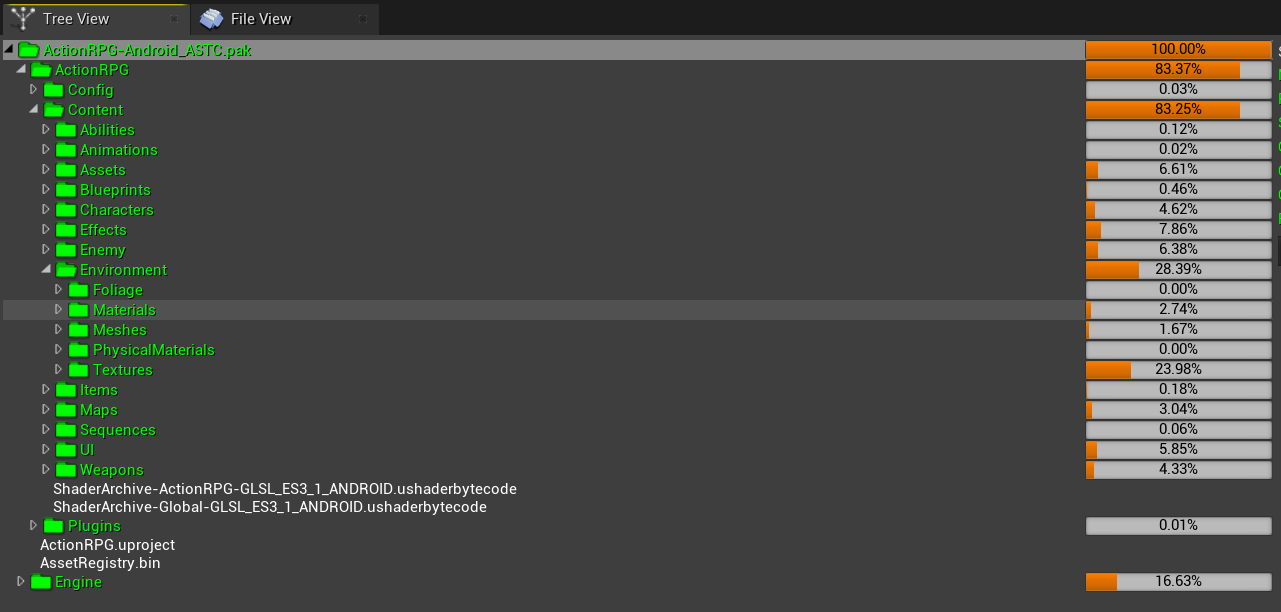 Tree View File View
ActionRPG-Android_ASTC.pak 100.00%
ActionRPG 83.37%
Config 0.03%
Content 83.25%
Abilities 0.12%
Animations 0.02%
Assets 6.61%
Blueprints 0.46%
Characters 4.62%
Effects 7.86%
Enemy 6.38%
Environment 28.39%
Foliage 0.00%
Materials 2.74%
Meshes 1.67%
PhysicalMaterials 0.00%
Textures 23.98%
Items 0.18%
Maps 3.04%
Sequences 0.06%
UI 5.85%
Weapons 4.33%
ShaderArchive-ActionRPG-GLSL_ES3_1_ANDROID.ushaderbytecode
ShaderArchive-Global-GLSL_ES3_1_ANDROID.ushaderbytecode
Plugins 0.01%
ActionRPG.uproject
AssetRegistry.bin
Engine 16.63%